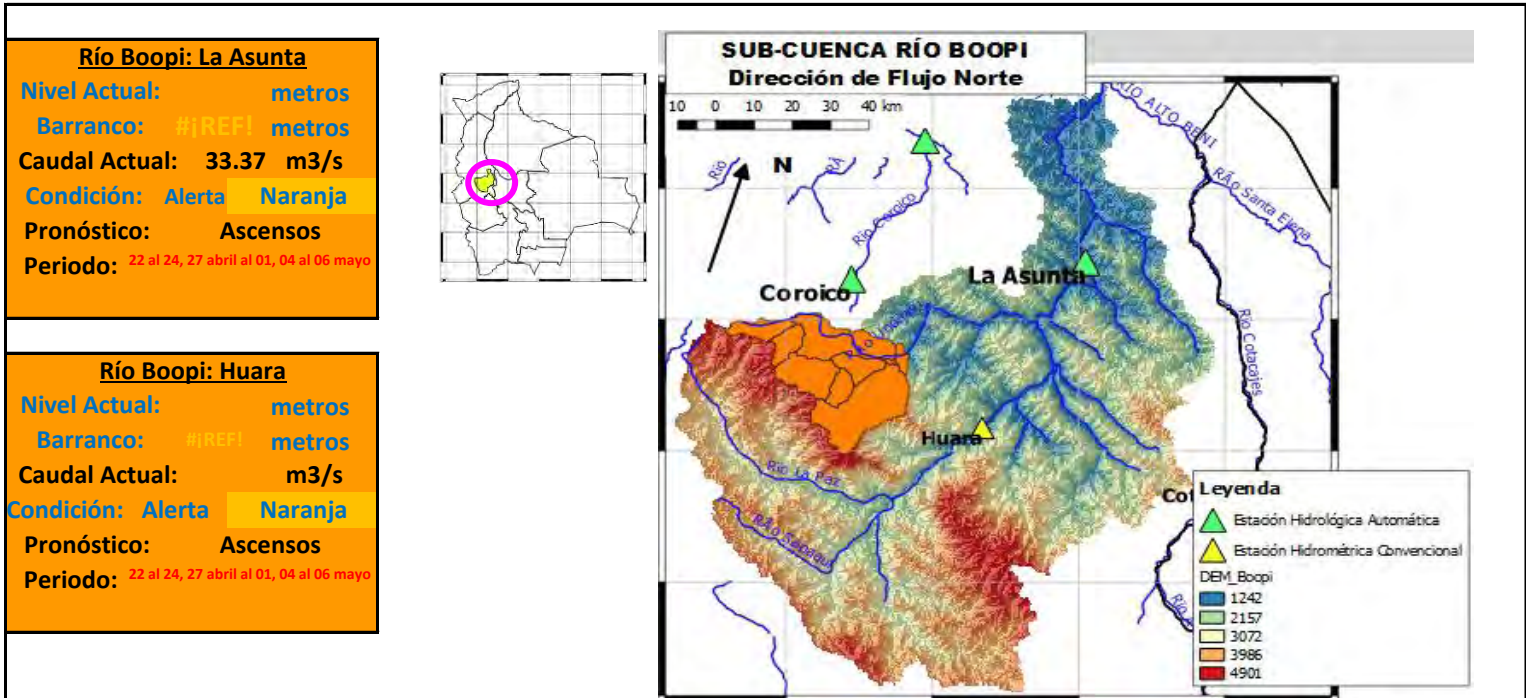 Río Boopi: La Asunta
Nivel Actual: metros
Barranco: #¡REF! metros
Caudal Actual: 33.37 m3/s
Condición: Alerta Naranja
Pronóstico: Ascensos
Periodo: 22 al 24, 27 abril al 01, 04 al 06 mayo
Río Boopi: Huara
Nivel Actual: metros
Barranco: #¡REF! metros
Caudal Actual: m3/s
Condición: Alerta Naranja
Pronóstico: Ascensos
Periodo: 22 al 24, 27 abril al 01, 04 al 06 mayo
SUB-CUENCA RÍO BOOPI
Dirección de Flujo Norte
10 0 10 20 30 40 km
N
RÍO ALTO BENI
Rio
RÃ
RÃo Santa Elena
Rio Coroico
La Asunta
Coroico
Rio Cotacajes
Huara
Rio La Paz
RÃo Sapaqui
Leyenda
Estación Hidrológica Automática
Estación Hidrométrica Convencional
DEM_Boopi
1242
2157
3072
3986
4901